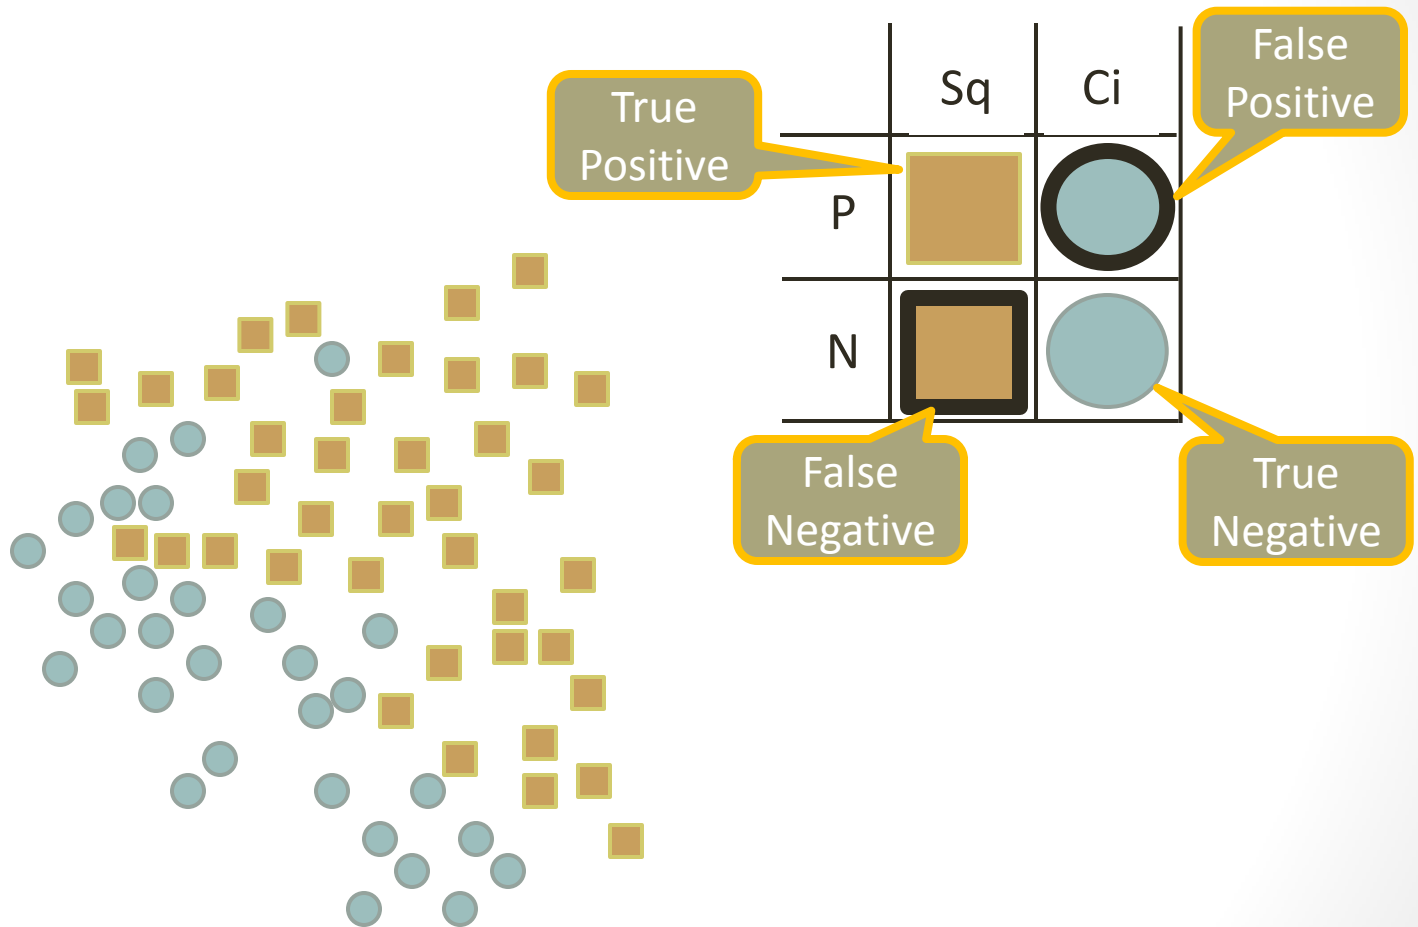 False
Positive
Sq Ci
True
Positive
P
N
False
Negative
True
Negative